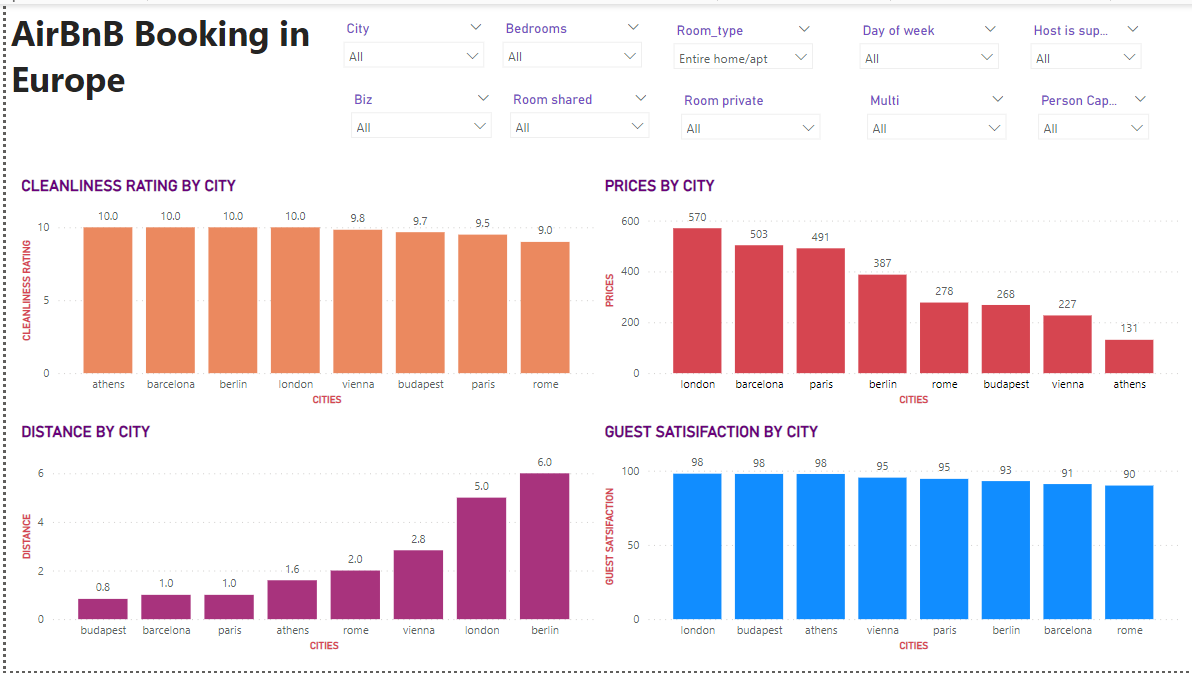 AirBnB Booking in
Europe
City
All
Bedrooms
All
Room_type
Entire home/apt
Day of week
All
Host is sup...
All
Biz
All
Room shared
All
Room private
All
Multi
All
Person Cap...
All
CLEANLINESS RATING BY CITY
CLEANLINESS RATING
10
5
0
10.0 10.0 10.0 10.0 9.8 9.7 9.5 9.0
athens barcelona berlin london vienna budapest paris rome
CITIES
PRICES BY CITY
PRICES
600
400
200
0
570 503 491 387 278 268 227 131
london barcelona paris berlin rome budapest vienna athens
CITIES
DISTANCE BY CITY
DISTANCE
6
4
2
0
0.8 1.0 1.0 1.6 2.0 2.8 5.0 6.0
budapest barcelona paris athens rome vienna london berlin
CITIES
GUEST SATISIFACTION BY CITY
GUEST SATSIFACTION
100
50
0
98 98 98 95 95 93 91 90
london budapest athens vienna paris berlin barcelona rome
CITIES